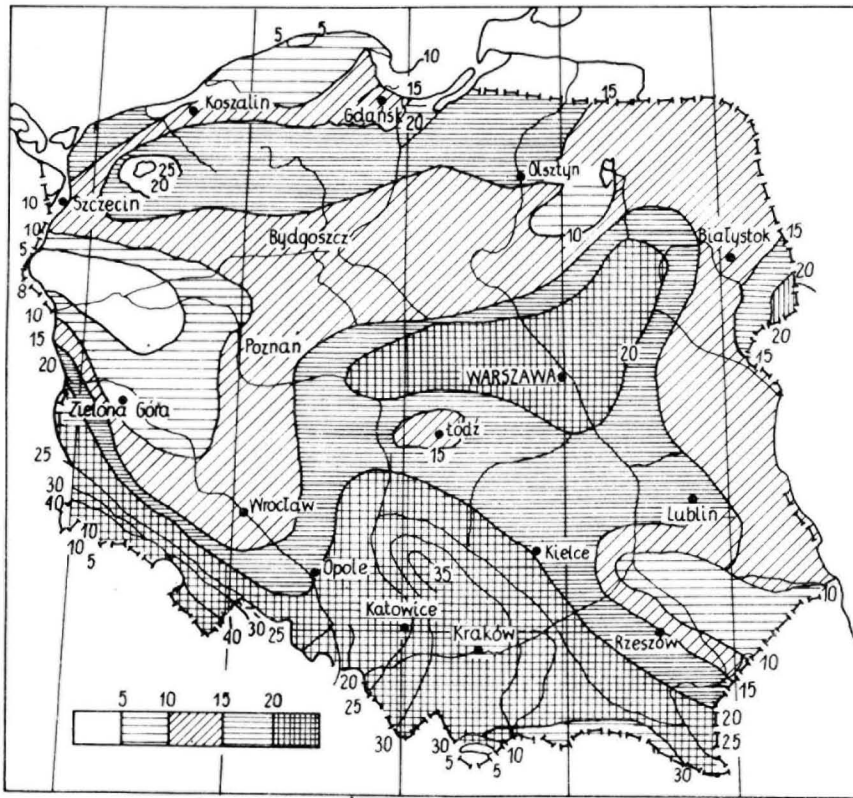 5 5
10
15
15
Koszalin
Gdańsk
20
25
20
Olsztyn
10
Szczecin
10
10
5
8
10
15
20
Bydgoszcz
Białystok
15
20
20
15
Poznań
WARSZAWA
20
Zielona Góra
Łódź
15
25
30
40
10
10
5
Wrocław
Lublin
Opole
Kielce
35
10
Katowice
Kraków
Rzeszów
40
30
25
10
15
20
25
30
20
25
30
30
10
5
5
5 10 15 20